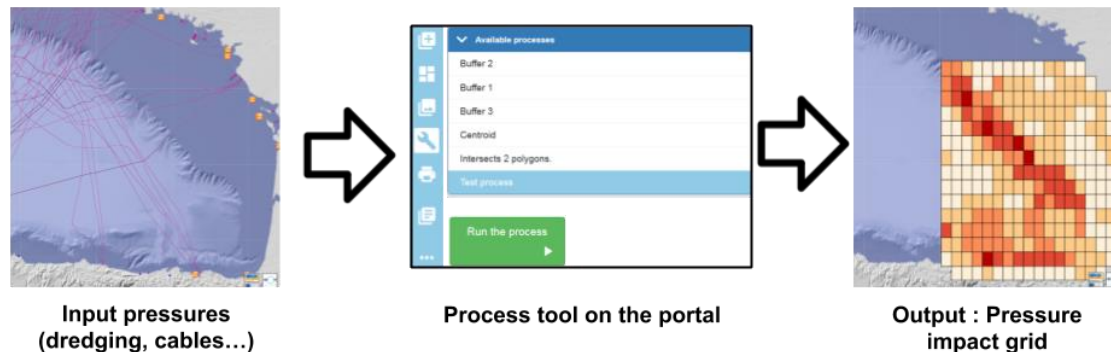 Available processes
Buffer 2
Buffer 1
Buffer 3
Centroid
Intersects 2 polygons.
Test process
Run the process
Input pressures
(dredging, cables...)
Process tool on the portal
Output : Pressure
impact grid